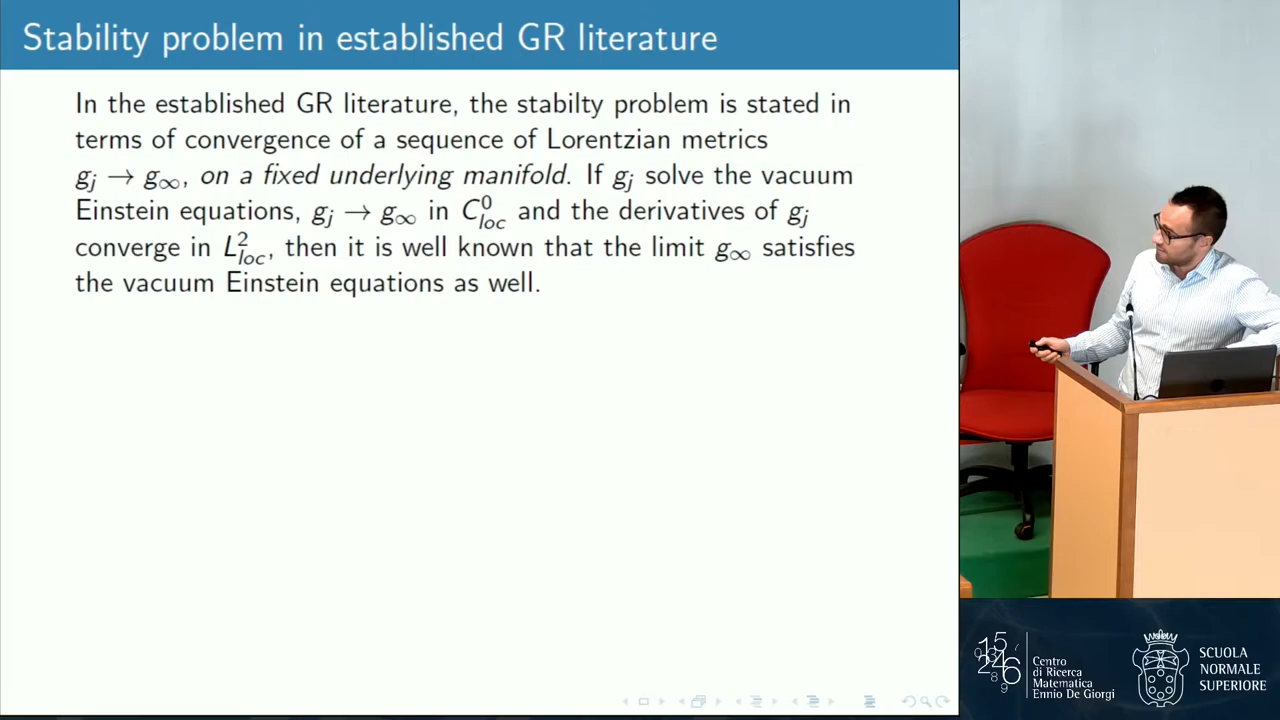 Stability problem in established GR literature
In the established GR literature, the stabilty problem is stated in
terms of convergence of a sequence of Lorentzian metrics
g_j → g_∞, on a fixed underlying manifold. If g_j solve the vacuum
Einstein equations, g_j → g_∞ in C^0_loc and the derivatives of g_j
converge in L^2_loc, then it is well known that the limit g_∞ satisfies
the vacuum Einstein equations as well.
Centro
di Ricerca
Matematica
Ennio De Giorgi
SCUOLA
NORMALE
SUPERIORE